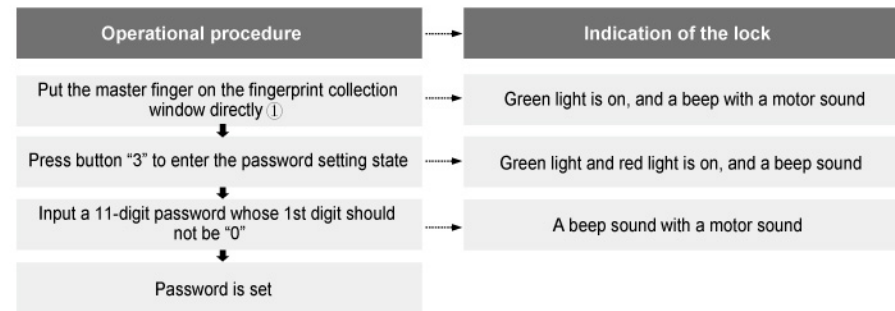 Operational procedure
Indication of the lock
Put the master finger on the fingerprint collection
window directly ①
Green light is on, and a beep with a motor sound
Press button “3” to enter the password setting state
Green light and red light is on, and a beep sound
Input a 11-digit password whose 1st digit should
not be “0”
A beep sound with a motor sound
Password is set